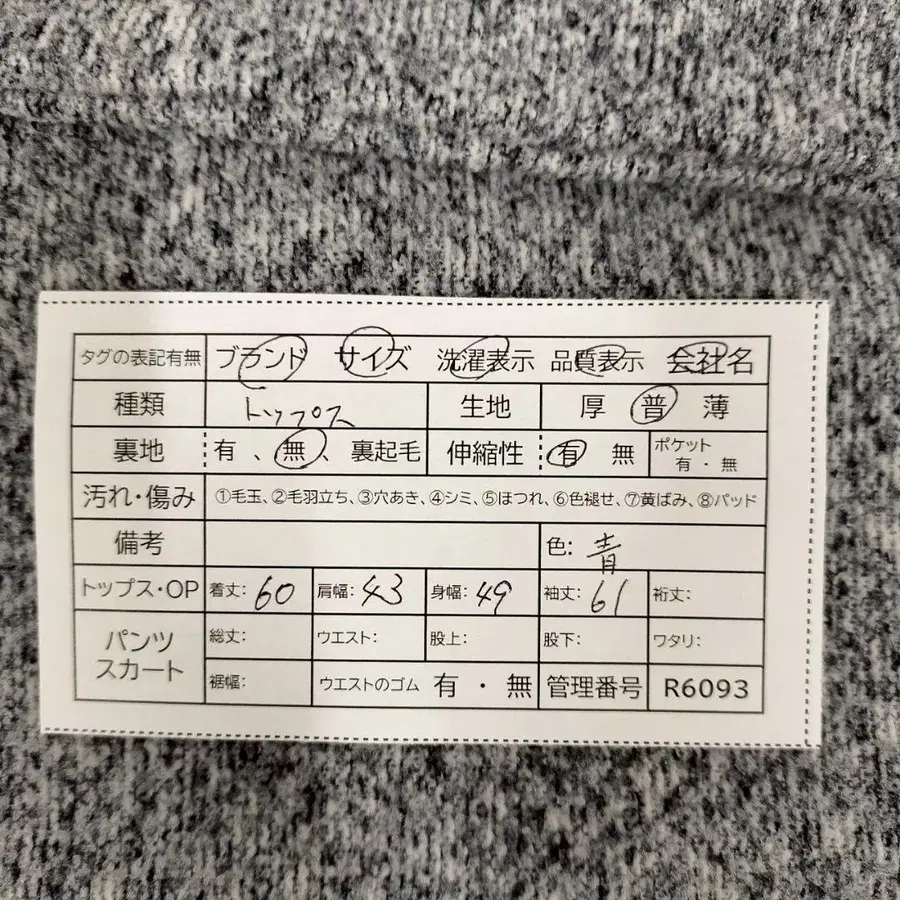 タグの表記有無 ブランド サイズ 洗濯表示 品質表示 会社名
種類 トップス 生地 厚 普 薄
裏地 有 、 無 、 裏起毛 伸縮性 有 無 ポケット 有 ・ 無
汚れ・傷み ①毛玉、②毛羽立ち、③穴あき、④シミ、⑤ほつれ、⑥色褪せ、⑦黄ばみ、⑧パッド
備考 色: 青
トップス・OP 着丈: 60 肩幅: 43 身幅: 49 袖丈: 61 裄丈:
パンツ スカート 総丈: ウエスト: 股上: 股下: ワタリ:
裾幅: ウエストのゴム 有 ・ 無 管理番号 R6093